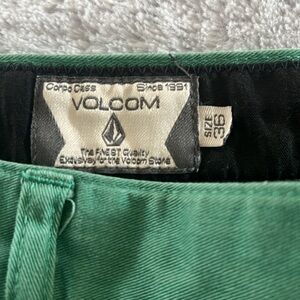 Corpo Class Since 1991
VOLCOM
The FINEST Quality
Exclusively for the Volcom Stone
SIZE 36